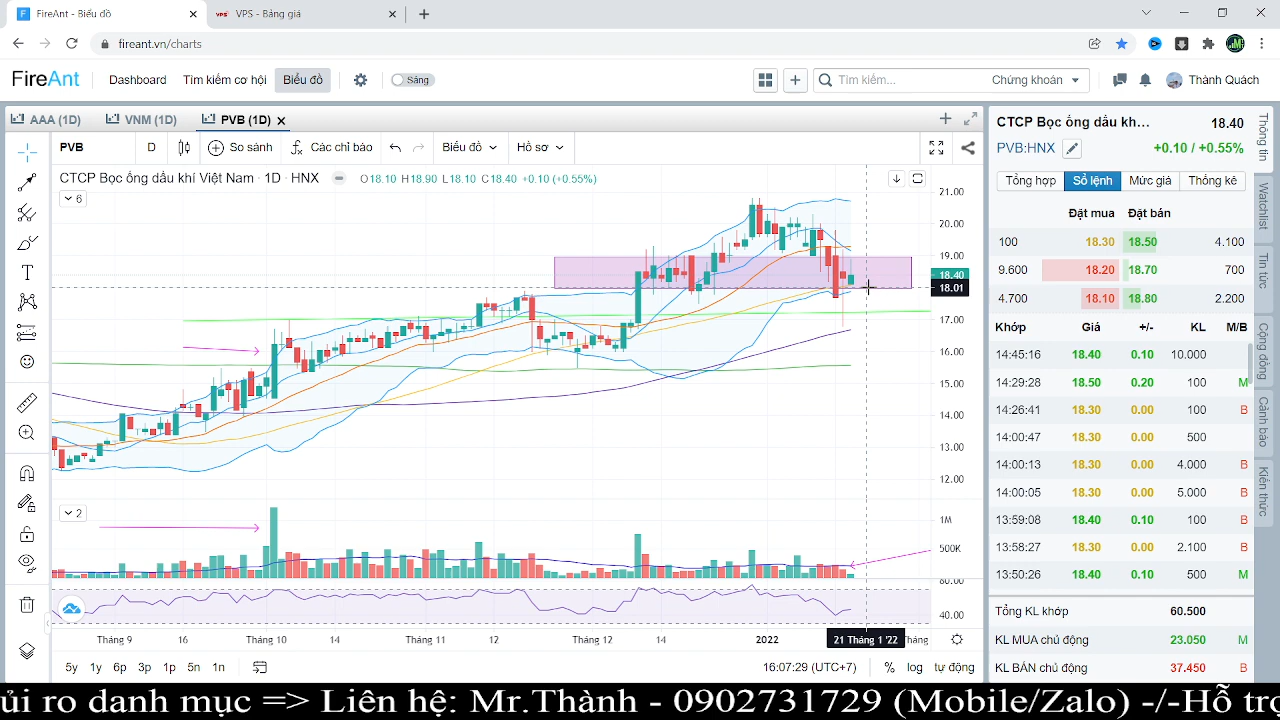 FireAnt - Biểu đồ
VPS - Bảng giá
fireant.vn/charts
FireAnt Dashboard Tìm kiếm cơ hội Biểu đồ Sáng Tìm kiếm... Chứng khoán Thành Quách
AAA (1D) VNM (1D) PVB (1D)
PVB D So sánh Các chỉ báo Biểu đồ Hồ sơ
CTCP Bọc ống dầu khí Việt Nam · 1D · HNX O18.10 H18.90 L18.10 C18.40 +0.10 (+0.55%)
6
21.00
20.00
19.00
18.40
18.01
17.00
16.00
15.00
14.00
13.00
12.00
2
1M
500K
60.00
40.00
Tháng 9 16 Tháng 10 14 Tháng 11 12 Tháng 12 14 2022 21 Tháng 1 '22 Tháng
5y 1y 6p 3p 1p 5n 1n 16:07:29 (UTC+7) % log tự động
CTCP Bọc ống dầu kh... 18.40
PVB:HNX +0.10 / +0.55%
Tổng hợp Sổ lệnh Mức giá Thống kê
Đặt mua Đặt bán
100 18.30 18.50 4.100
9.600 18.20 18.70 700
4.700 18.10 18.80 2.200
Khớp Giá +/- KL M/B
14:45:16 18.40 0.10 10.000
14:29:28 18.50 0.20 100 M
14:26:41 18.30 0.00 100 B
14:00:47 18.30 0.00 500
14:00:13 18.30 0.00 4.000 B
14:00:05 18.30 0.00 5.000 B
13:59:08 18.40 0.10 100 B
13:58:27 18.30 0.00 2.100 B
13:50:26 18.40 0.10 500 M
Tổng KL khớp 60.500
KL MUA chủ động 23.050 M
KL BÁN chủ động 37.450 B
Thông tin
Watchlist
Tin tức
Cộng đồng
Cảnh báo
Kiến thức
ủi ro danh mục => Liên hệ: Mr.Thành - 0902731729 (Mobile/Zalo) -/-Hỗ trợ